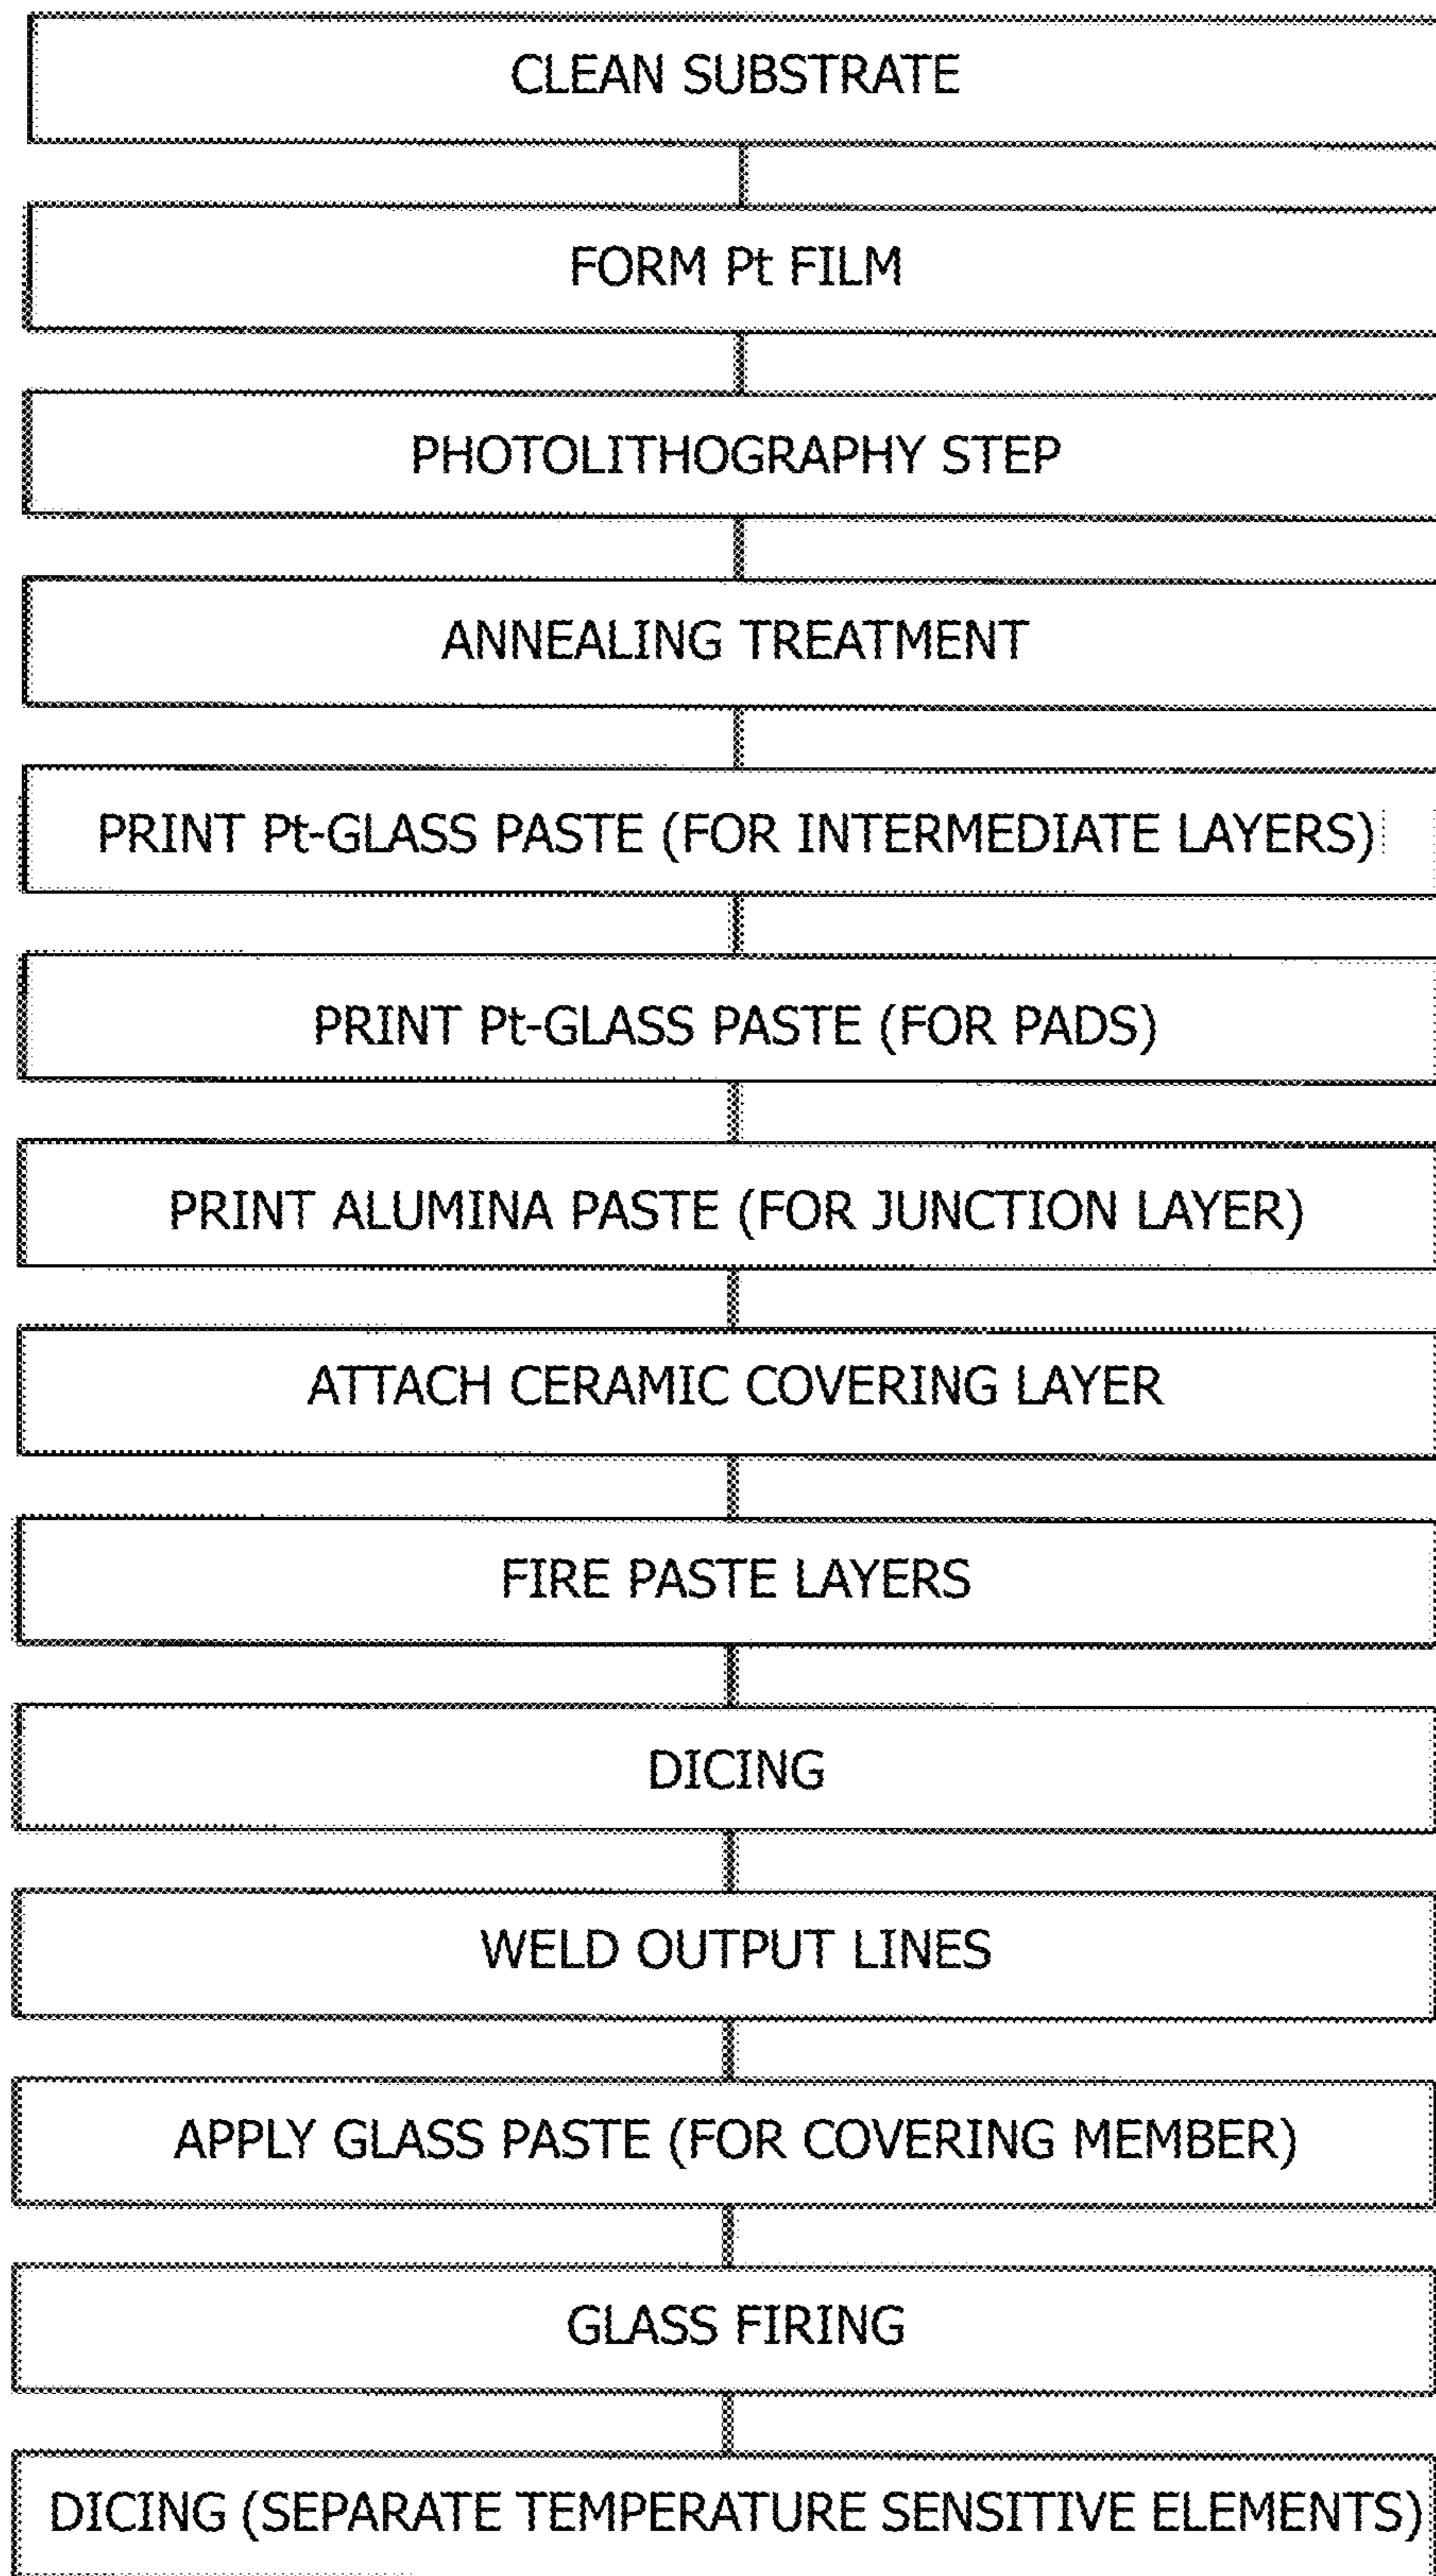 CLEAN SUBSTRATE
FORM Pt FILM
PHOTOLITHOGRAPHY STEP
ANNEALING TREATMENT
PRINT Pt-GLASS PASTE (FOR INTERMEDIATE LAYERS)
PRINT Pt-GLASS PASTE (FOR PADS)
PRINT ALUMINA PASTE (FOR JUNCTION LAYER)
ATTACH CERAMIC COVERING LAYER
FIRE PASTE LAYERS
DICING
WELD OUTPUT LINES
APPLY GLASS PASTE (FOR COVERING MEMBER)
GLASS FIRING
DICING (SEPARATE TEMPERATURE SENSITIVE ELEMENTS)